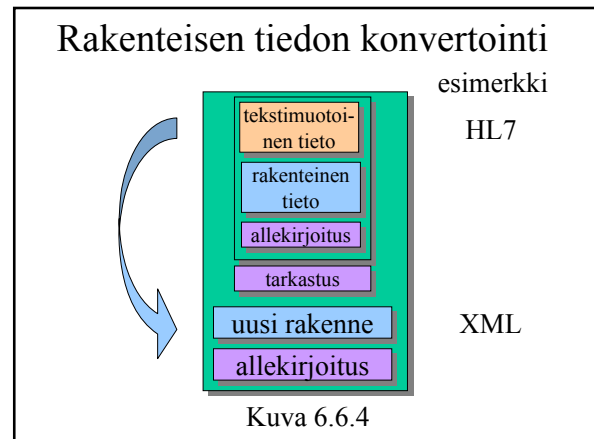 Rakenteisen tiedon konvertointi
esimerkki
tekstimuotoi-
nen tieto
HL7
rakenteinen
tieto
allekirjoitus
tarkastus
uusi rakenne
XML
allekirjoitus
Kuva 6.6.4